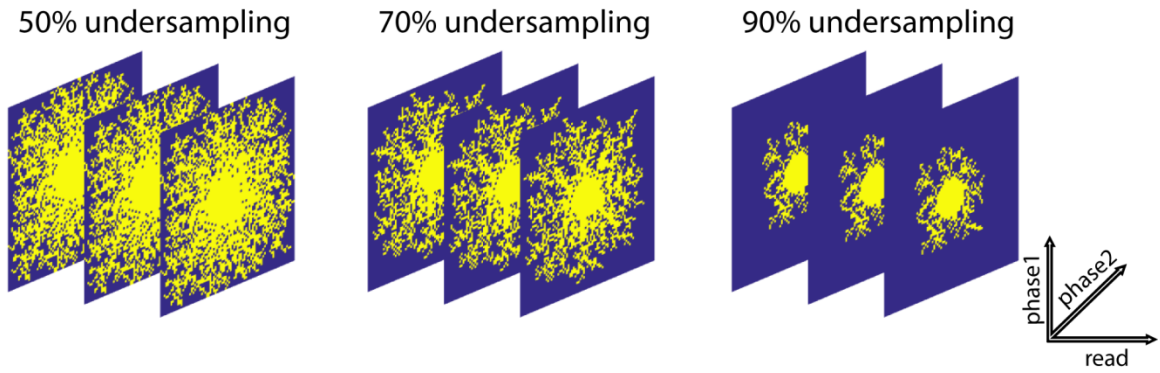 50% undersampling
70% undersampling
90% undersampling
phase1
phase2
read